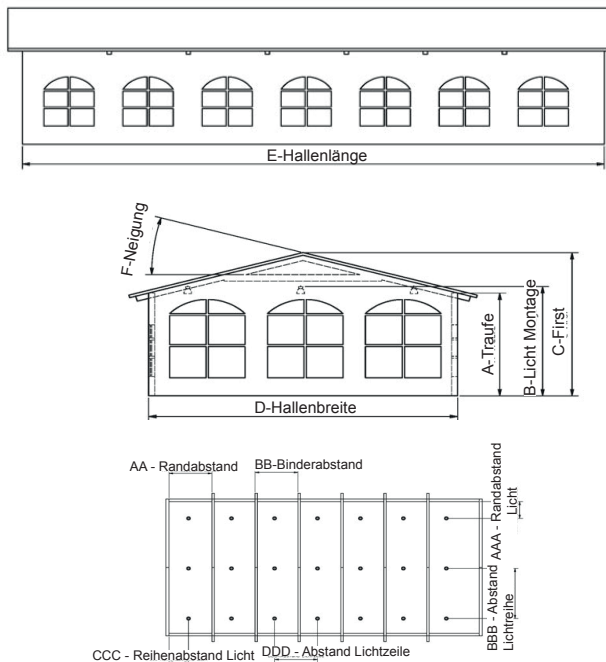 E-Hallenlänge
F-Neigung
A-Traufe
B-Licht Montage
C-First
D-Hallenbreite
AA - Randabstand
BB-Binderabstand
AAA - Randabstand
Licht
BBB - Abstand
Lichtreihe
CCC - Reihenabstand Licht
DDD - Abstand Lichtzeile